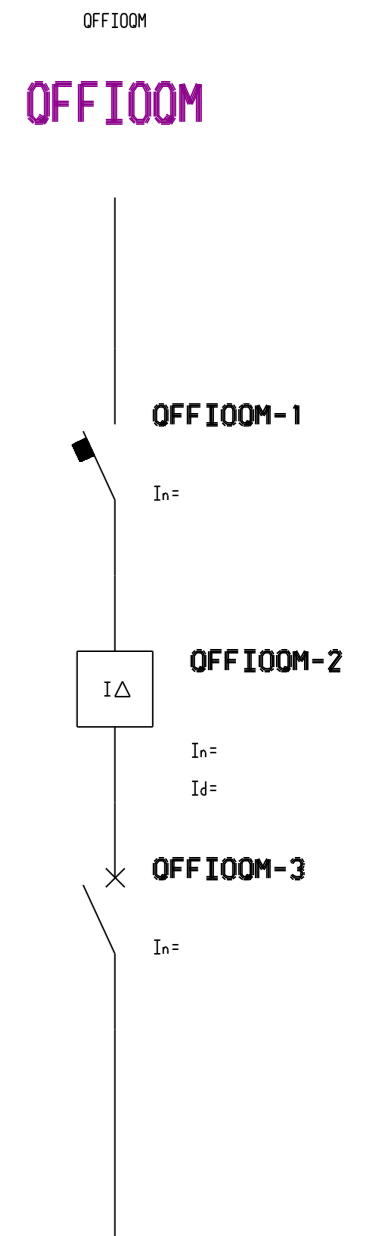 QFFIOQM
QFFIOQM
QFFIOQM-1
In=
QFFIOQM-2
I△
In=
Id=
QFFIOQM-3
In=